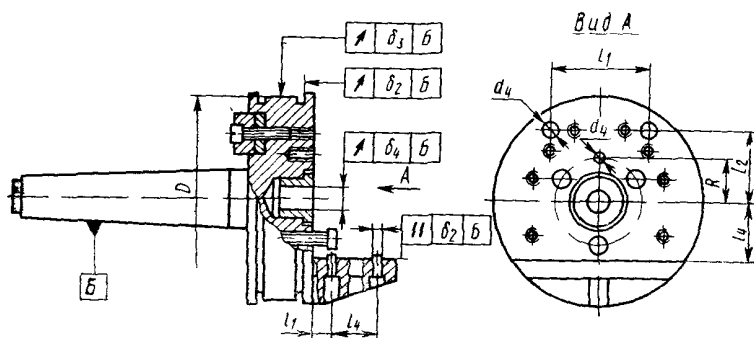 Вид А
↗ δ₃ Б
↗ δ₂ Б
↗ δ₄ Б
А
// δ₂ Б
D
Б
l₁
l₄
l₁
d₄
d₄
l₂
R
l₄